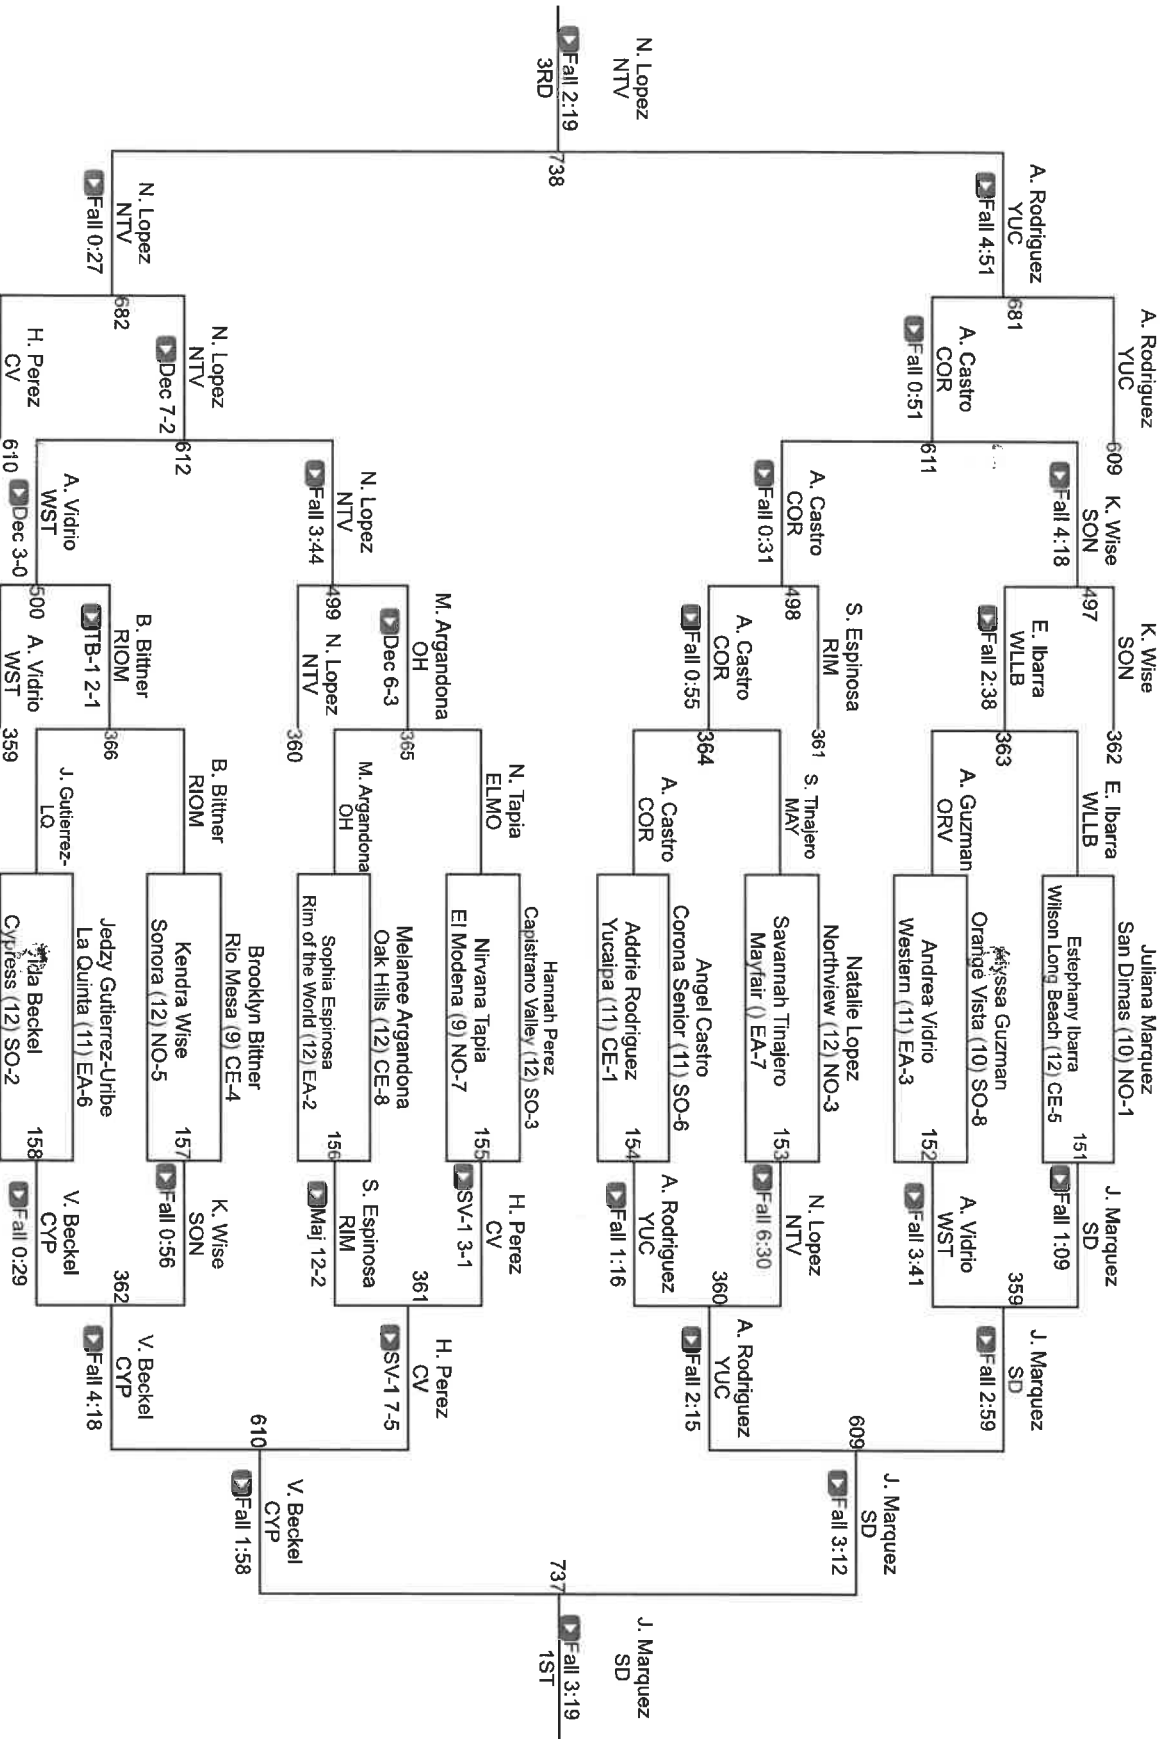 Juliana Marquez
San Dimas (10) NO-1
151
Estephany Ibarra
Wilson Long Beach (12) CE-5
Orange Vista (10) SO-8
152
Andrea Vidrio
Western (11) EA-3
Natalie Lopez
Northview (12) NO-3
153
Savannah Tinajero
Mayfair () EA-7
Angel Castro
Corona Senior (11) SO-6
154
Addrie Rodriguez
Yucaipa (11) CE-1
Hannah Perez
Capistrano Valley (12) SO-3
155
Nirvana Tapia
El Modena (9) NO-7
Melanee Argandona
Oak Hills (12) CE-8
156
Sophia Espinosa
Rim of the World (12) EA-2
Brooklyn Bittner
Rio Mesa (9) CE-4
157
Kendra Wise
Sonora (12) NO-5
Jedzy Gutierrez-Uribe
La Quinta (11) EA-6
158
Beckel
Cypress (12) SO-2
J. Marquez
SD
Fall 1:09
359
A. Vidrio
WST
Fall 3:41
N. Lopez
NTV
Fall 6:30
360
A. Rodriguez
YUC
Fall 1:16
H. Perez
CV
SV-1 3-1
361
S. Espinosa
RIM
Maj 12-2
K. Wise
SON
Fall 0:56
362
V. Beckel
CYP
Fall 0:29
J. Marquez
SD
Fall 2:59
609
A. Rodriguez
YUC
Fall 2:15
H. Perez
CV
SV-1 7-5
610
V. Beckel
CYP
Fall 4:18
J. Marquez
SD
Fall 3:12
737
V. Beckel
CYP
Fall 1:58
J. Marquez
SD
Fall 3:19
1ST
E. Ibarra
WLLB
363
A. Guzman
ORV
S. Tinajero
MAY
364
A. Castro
COR
N. Tapia
ELMO
365
M. Argandona
OH
B. Bittner
RIOM
366
J. Gutierrez-
LQ
K. Wise
SON
362
497
E. Ibarra
WLLB
Fall 2:38
S. Espinosa
RIM
361
498
A. Castro
COR
Fall 0:55
M. Argandona
OH
Dec 6-3
499
N. Lopez
NTV
360
B. Bittner
RIOM
TB-1 2-1
500
A. Vidrio
WST
359
K. Wise
SON
Fall 4:18
611
A. Castro
COR
Fall 0:31
N. Lopez
NTV
Fall 3:44
612
A. Vidrio
WST
Dec 3-0
A. Rodriguez
YUC
609
681
A. Castro
COR
Fall 0:51
N. Lopez
NTV
Dec 7-2
682
H. Perez
CV
610
A. Rodriguez
YUC
Fall 4:51
738
N. Lopez
NTV
Fall 0:27
N. Lopez
NTV
Fall 2:19
3RD